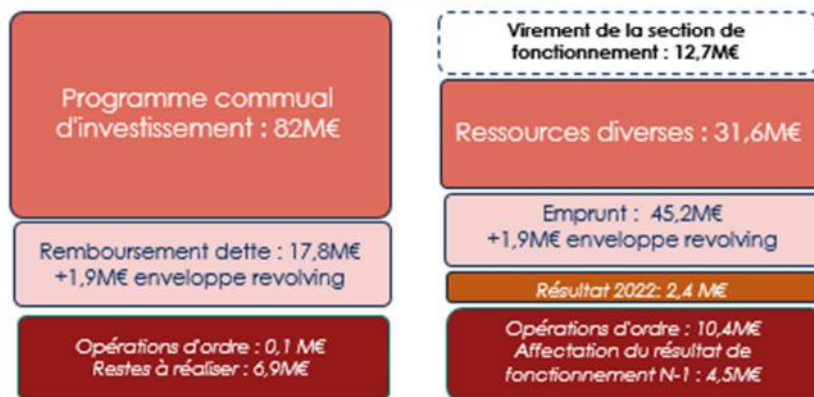 Programme commual
d'investissement : 82M€
Remboursement dette : 17,8M€
+1,9M€ enveloppe revolving
Opérations d'ordre : 0,1 M€
Restes à réaliser : 6,9M€
Virement de la section de
fonctionnement : 12,7M€
Ressources diverses : 31,6M€
Emprunt : 45,2M€
+1,9M€ enveloppe revolving
Résultat 2022: 2,4 M€
Opérations d'ordre : 10,4M€
Affectation du résultat de
fonctionnement N-1 : 4,5M€